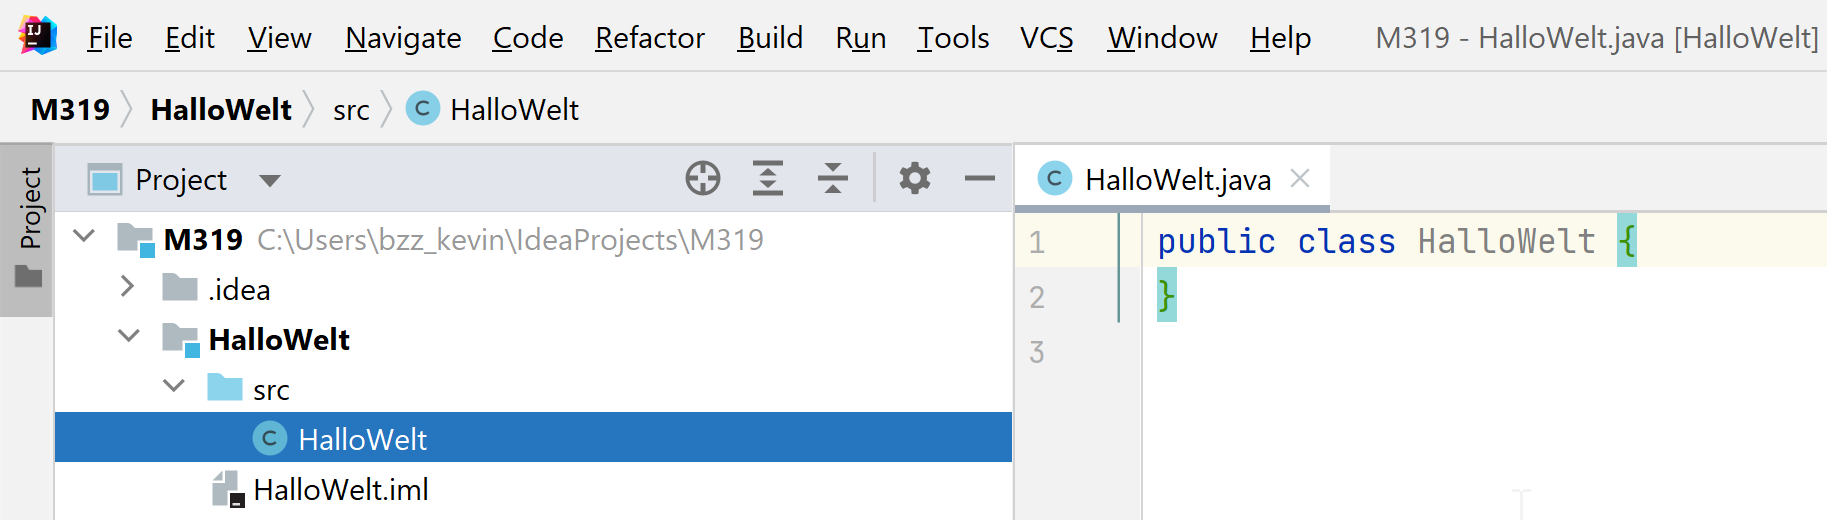 IJ File Edit View Navigate Code Refactor Build Run Tools VCS Window Help M319 - HalloWelt.java [HalloWelt]
M319 HalloWelt src C HalloWelt
Project
Project
C HalloWelt.java
M319 C:\Users\bzz_kevin\IdeaProjects\M319
.idea
HalloWelt
src
C HalloWelt
HalloWelt.iml
1 public class HalloWelt {
2 }
3